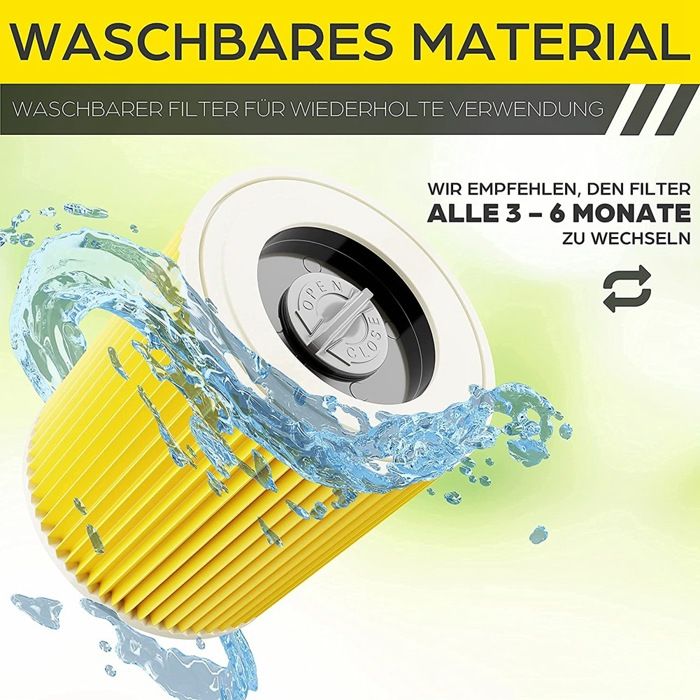 WASCHBARES MATERIAL
WASCHBARER FILTER FÜR WIEDERHOLTE VERWENDUNG
WIR EMPFEHLEN, DEN FILTER
ALLE 3 – 6 MONATE
ZU WECHSELN
OPEN
CLOSE